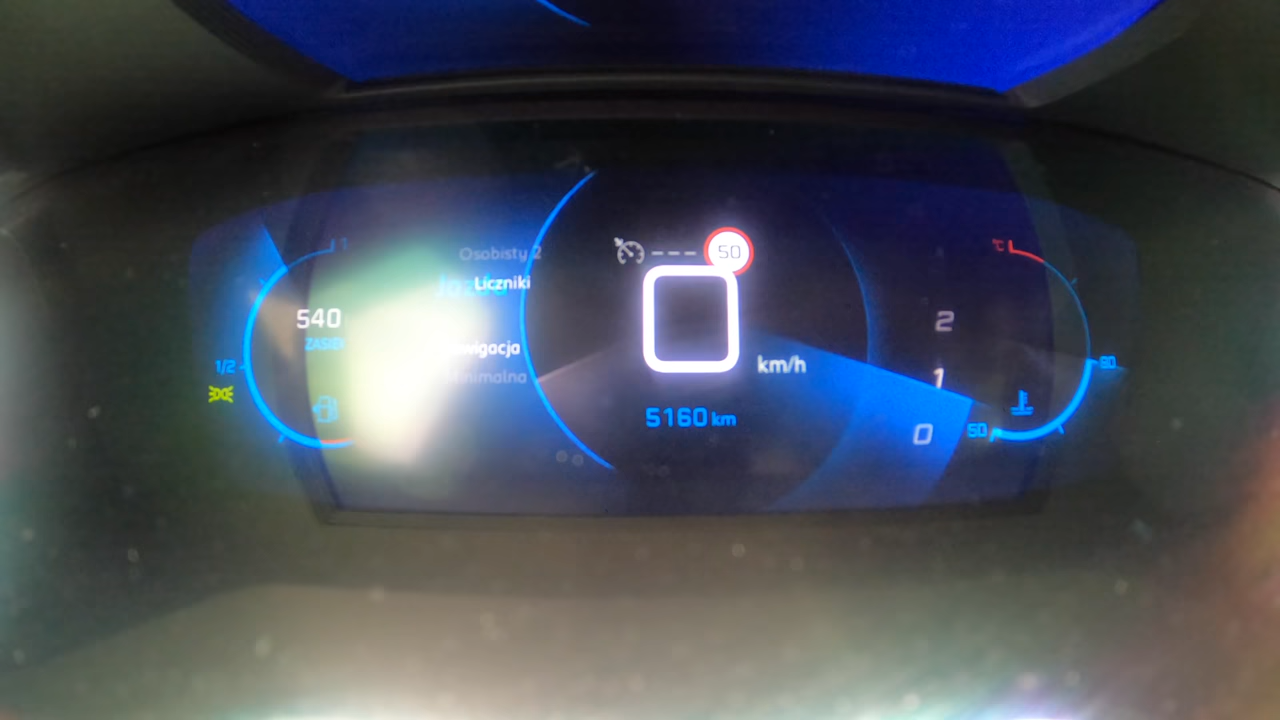 1
540
ZASIĘG
1/2
Osobisty 2
Liczniki
Nawigacja
Minimalna
--- 50
0
km/h
5160 km
2
1
0
°C
80
50